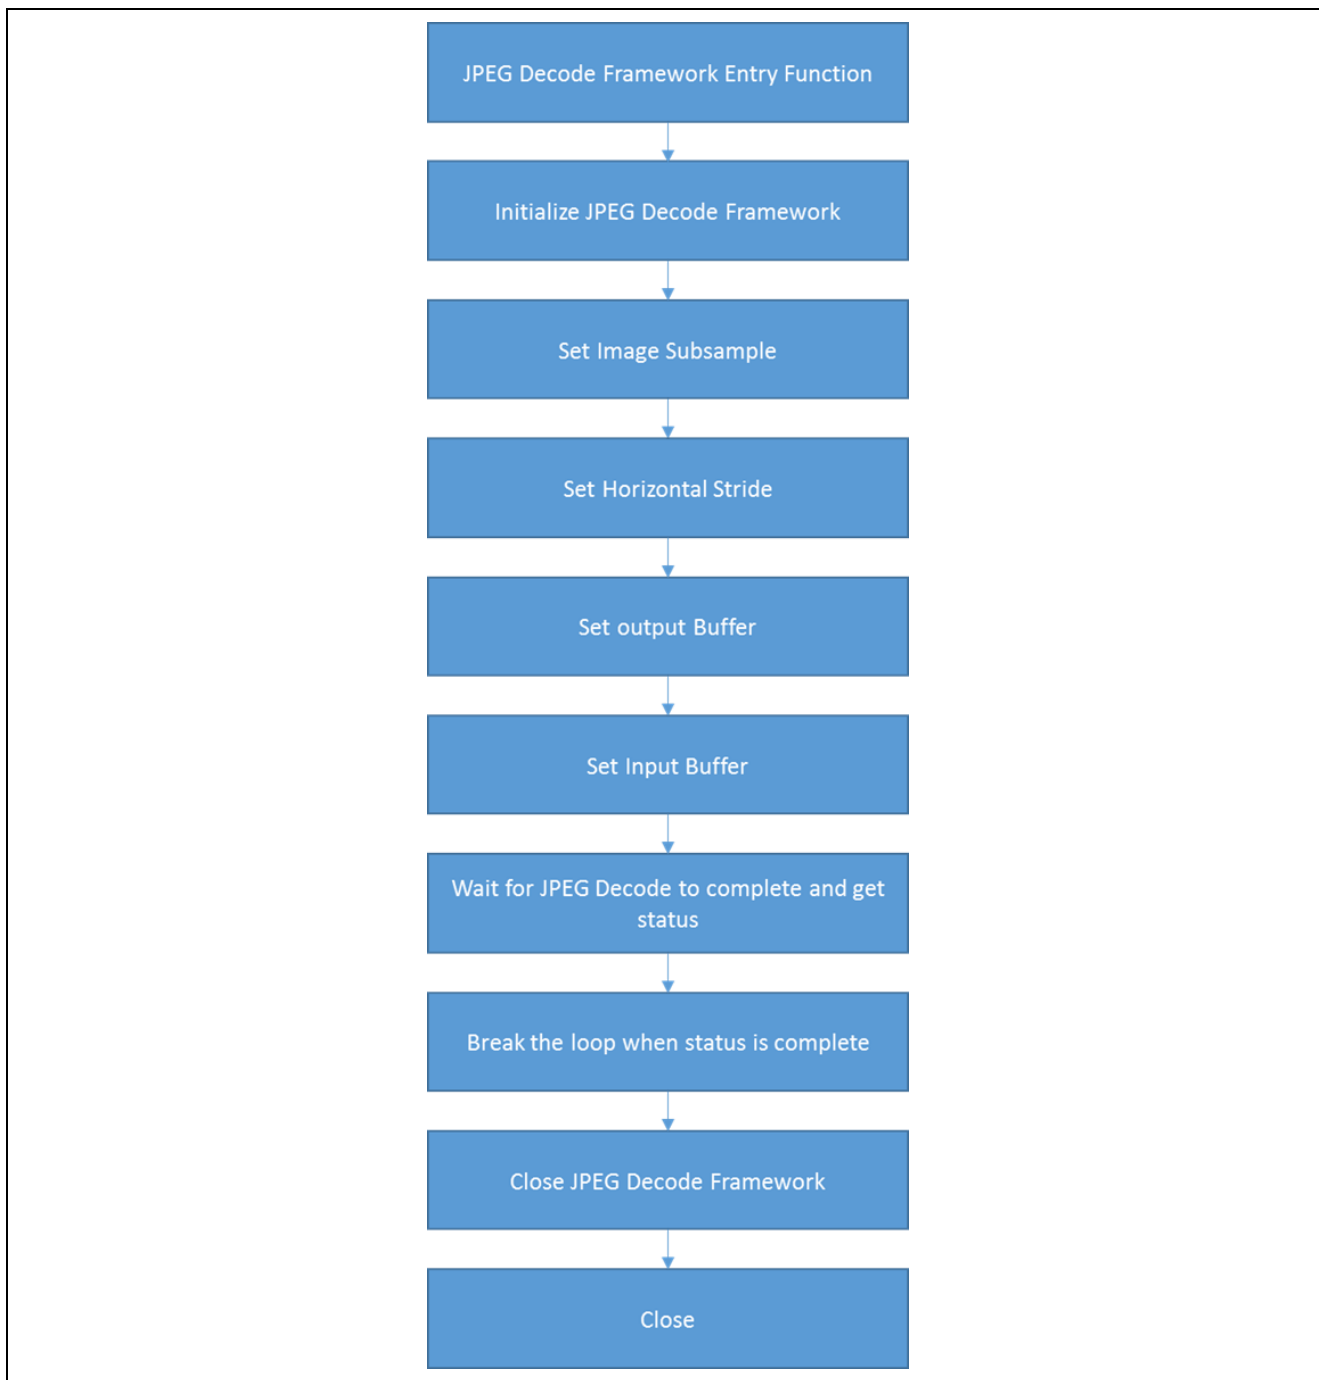 JPEG Decode Framework Entry Function
Initialize JPEG Decode Framework
Set Image Subsample
Set Horizontal Stride
Set output Buffer
Set Input Buffer
Wait for JPEG Decode to complete and get
status
Break the loop when status is complete
Close JPEG Decode Framework
Close